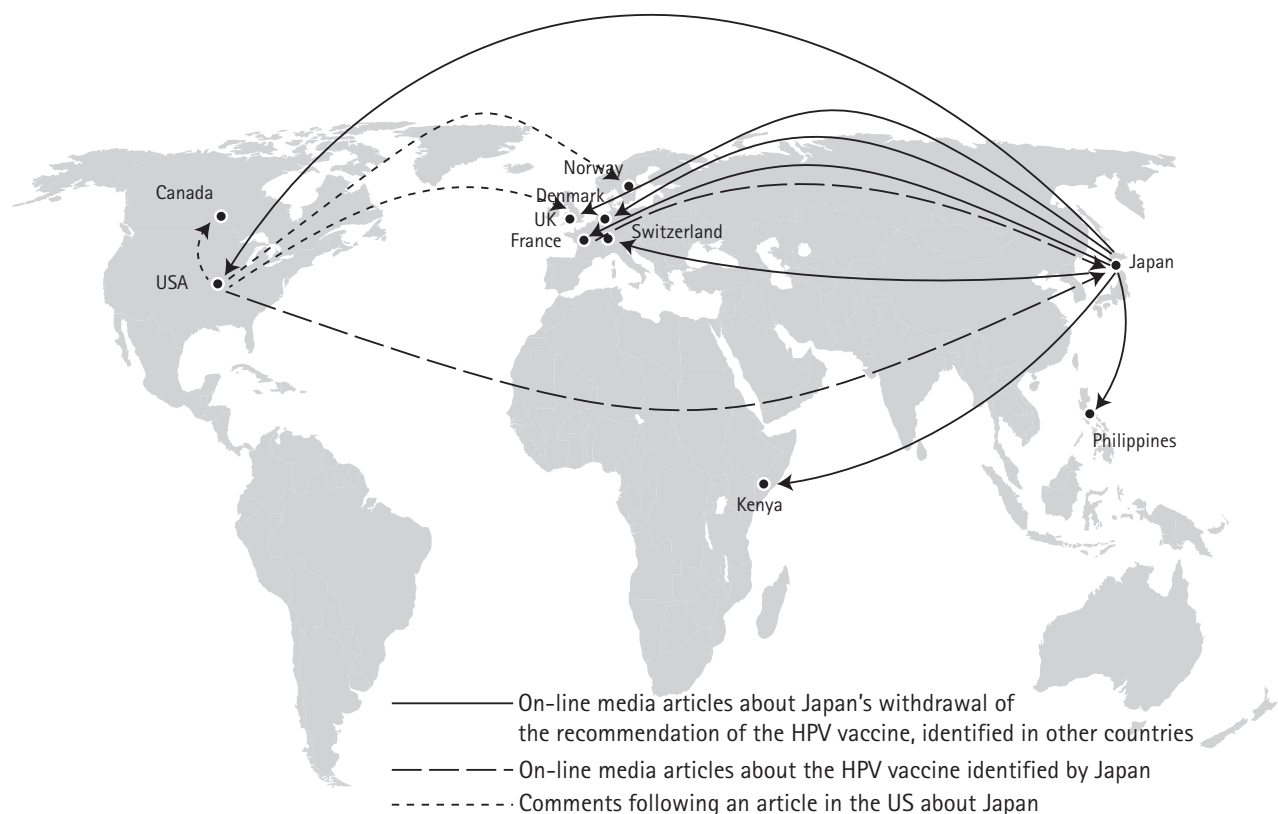 Norway
Canada
Denmark
UK
Switzerland
France
Japan
USA
Philippines
Kenya
On-line media articles about Japan's withdrawal of
the recommendation of the HPV vaccine, identified in other countries
On-line media articles about the HPV vaccine identified by Japan
Comments following an article in the US about Japan